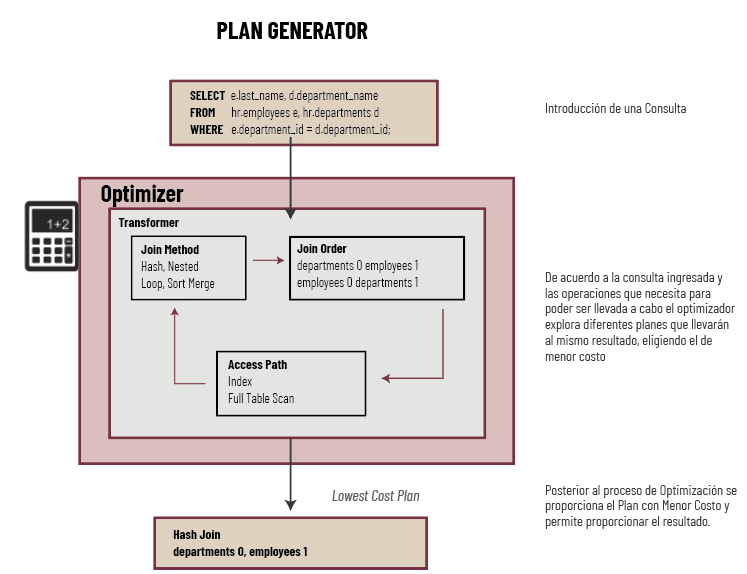 PLAN GENERATOR
SELECT e.last_name, d.department_name
FROM hr.employees e, hr.departments d
WHERE e.department_id = d.department_id;
Introducción de una Consulta
Optimizer
1+2
Transformer
Join Method
Hash, Nested
Loop, Sort Merge
Join Order
departments 0 employees 1
employees 0 departments 1
Access Path
Index
Full Table Scan
De acuerdo a la consulta ingresada y
las operaciones que necesita para
poder ser llevada a cabo el optimizador
explora diferentes planes que llevarán
al mismo resultado, eligiendo el de
menor costo
Lowest Cost Plan
Posterior al proceso de Optimización se
proporciona el Plan con Menor Costo y
permite proporcionar el resultado.
Hash Join
departments 0, employees 1